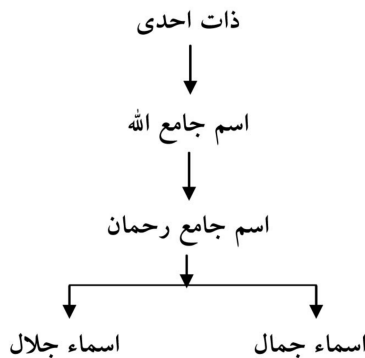 ذات احدی
اسم جامع الله
اسم جامع رحمان
اسماء جمال
اسماء جلال